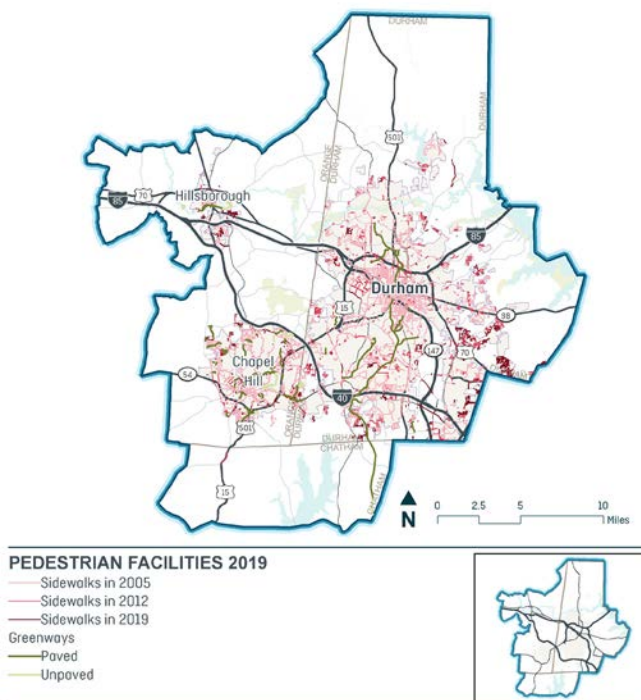 DURHAM
DURHAM
501
ORANGE
DURHAM
70
85
Hillsborough
85
Durham
15
98
147
70
Chapel
Hill
54
40
ORANGE
501
DURHAM
CHATHAM
15
CHATHAM
N
0 2.5 5 10
Miles
PEDESTRIAN FACILITIES 2019
Sidewalks in 2005
Sidewalks in 2012
Sidewalks in 2019
Greenways
Paved
Unpaved